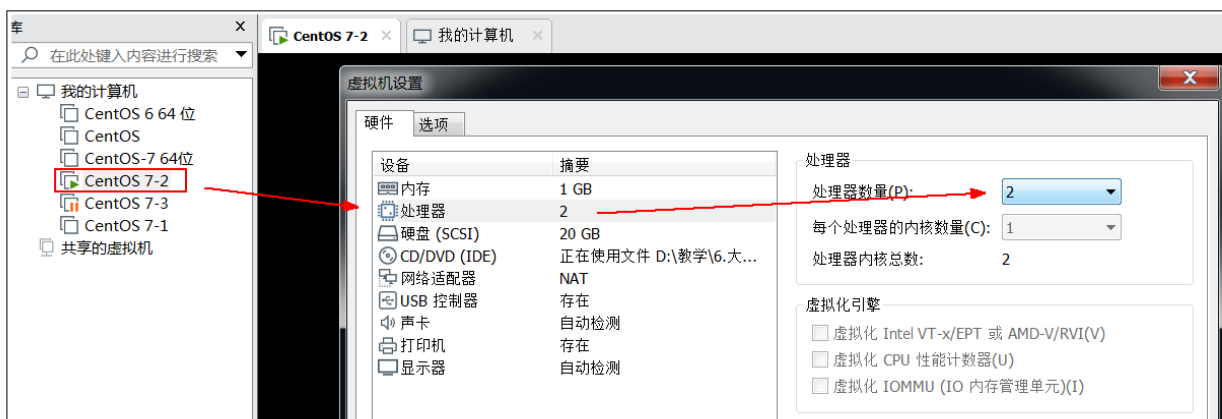 库 X
在此处键入内容进行搜索
我的计算机
CentOS 6 64 位
CentOS
CentOS-7 64位
CentOS 7-2
CentOS 7-3
CentOS 7-1
共享的虚拟机
CentOS 7-2 × 我的计算机 ×
虚拟机设置
硬件 选项
设备 摘要
内存 1 GB
处理器 2
硬盘 (SCSI) 20 GB
CD/DVD (IDE) 正在使用文件 D:\教学\6.大...
网络适配器 NAT
USB 控制器 存在
声卡 自动检测
打印机 存在
显示器 自动检测
处理器
处理器数量(P): 2
每个处理器的内核数量(C): 1
处理器内核总数: 2
虚拟化引擎
虚拟化 Intel VT-x/EPT 或 AMD-V/RVI(V)
虚拟化 CPU 性能计数器(U)
虚拟化 IOMMU (IO 内存管理单元)(I)